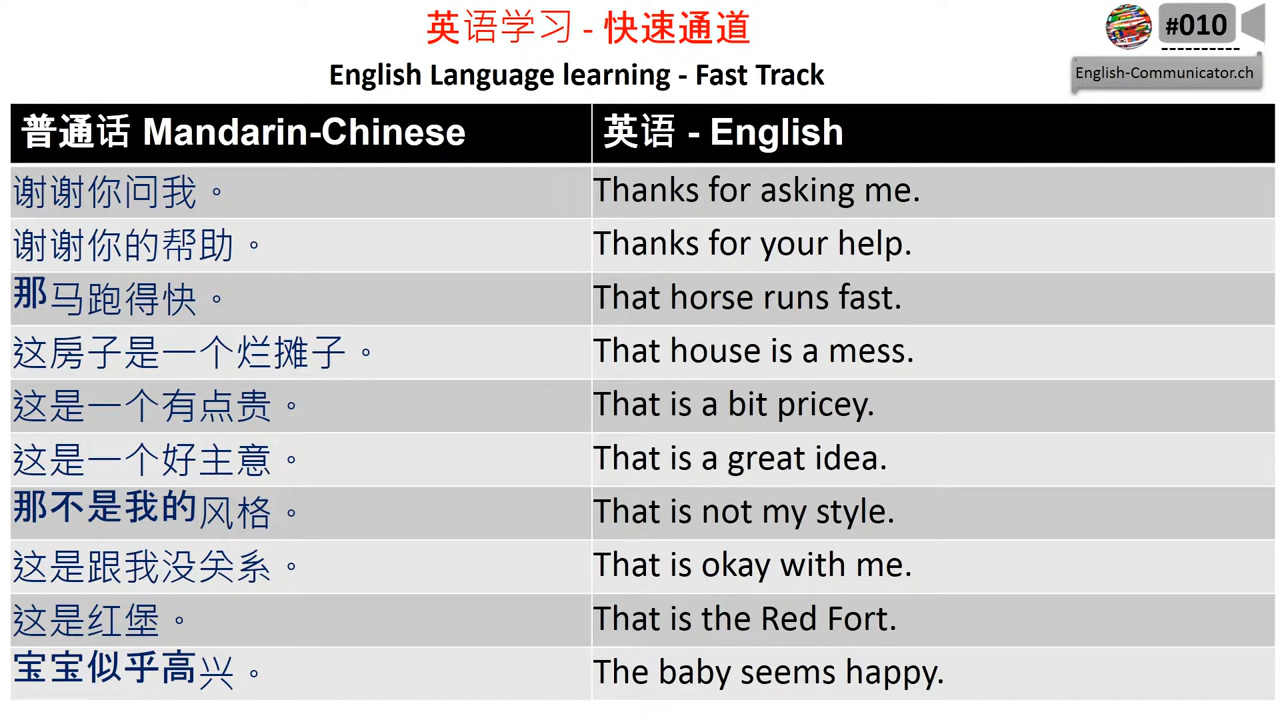 英语学习 - 快速通道
English Language learning - Fast Track
#010
English-Communicator.ch
普通话 Mandarin-Chinese
英语 - English
谢谢你问我。
Thanks for asking me.
谢谢你的帮助。
Thanks for your help.
那马跑得快。
That horse runs fast.
这房子是一个烂摊子。
That house is a mess.
这是一个有点贵。
That is a bit pricey.
这是一个好主意。
That is a great idea.
那不是我的风格。
That is not my style.
这是跟我没关系。
That is okay with me.
这是红堡。
That is the Red Fort.
宝宝似乎高兴。
The baby seems happy.